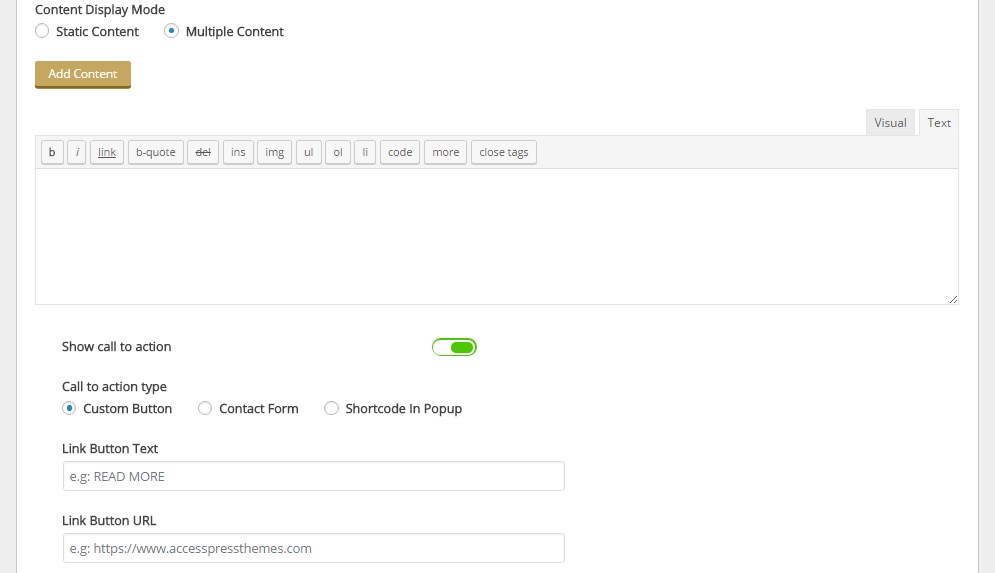 Content Display Mode
Static Content Multiple Content
Add Content
Visual Text
b i link b-quote del ins img ul ol li code more close tags
Show call to action
Call to action type
Custom Button Contact Form Shortcode In Popup
Link Button Text
e.g: READ MORE
Link Button URL
e.g: https://www.accesspressthemes.com